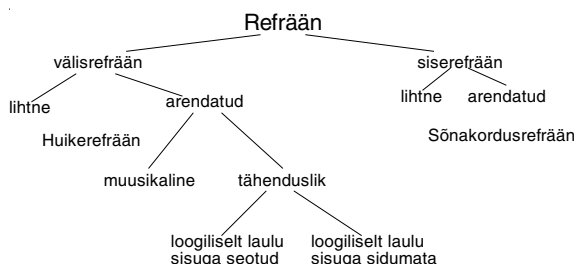 Refrään
välisrefrään
siserefrään
lihtne
arendatud
lihtne
arendatud
Huikerefrään
Sõnakordusrefrään
muusikaline
tähenduslik
loogiliselt laulu
sisuga seotud
loogiliselt laulu
sisuga sidumata